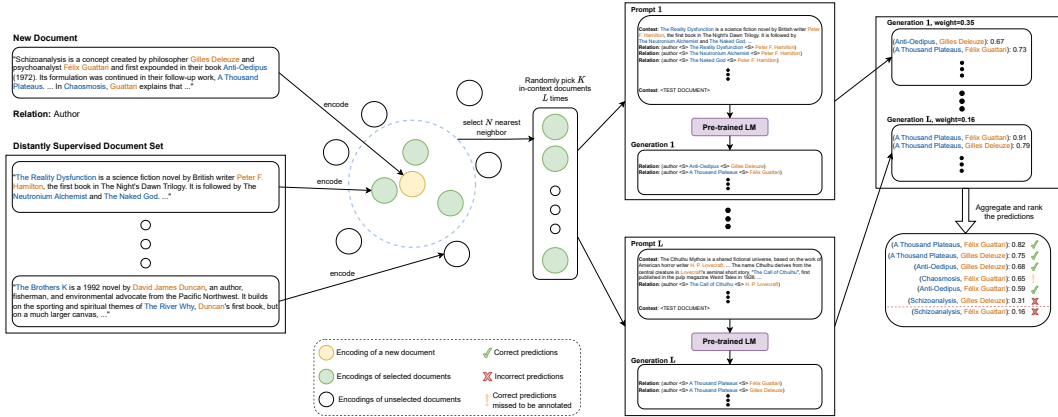 New Document
"Schizoanalysis is a concept created by philosopher Gilles Deleuze and
psychoanalyst Félix Guattari and first expounded in their book Anti-Oedipus
(1972). Its formulation was continued in their follow-up work, A Thousand
Plateaus. ... In Chaosmosis, Guattari explains that ..."
Relation: Author
Distantly Supervised Document Set
"The Reality Dysfunction is a science fiction novel by British writer Peter F.
Hamilton, the first book in The Night's Dawn Trilogy. It is followed by The
Neutronium Alchemist and The Naked God. ..."
"The Brothers K is a 1992 novel by David James Duncan, an author,
fisherman, and environmental advocate from the Pacific Northwest. It builds
on the sporting and spiritual themes of The River Why, Duncan's first book, but
on a much larger canvas, ..."
encode
encode
encode
select N nearest
neighbor
Randomly pick K
in-context documents
L times
Encoding of a new document
Encodings of selected documents
Encodings of unselected documents
Correct predictions
Incorrect predictions
Correct predictions
missed to be annotated
Prompt 1
Context: The Reality Dysfunction is a science fiction novel by British writer Peter
F. Hamilton, the first book in The Night's Dawn Trilogy. It is followed by
The Neutronium Alchemist and The Naked God. ...
Relation: (author <S> The Reality Dysfunction <S> Peter F. Hamilton)
Relation: (author <S> The Neutronium Alchemist <S> Peter F. Hamilton)
Relation: (author <S> The Naked God <S> Peter F. Hamilton)
Context: <TEST DOCUMENT>
Pre-trained LM
Generation 1
Relation: (author <S> Anti-Oedipus <S> Gilles Deleuze)
Relation: (author <S> A Thousand Plateaus <S> Félix Guattari)
Prompt L
Context: The Cthulhu Mythos is a shared fictional universe, based on the work of
American horror writer H. P. Lovecraft. ... The name Cthulhu derives from the
central creature in Lovecraft's seminal short story, "The Call of Cthulhu", first
published in the pulp magazine Weird Tales in 1928. ...
Relation: (author <S> The Call of Cthulhu <S> H. P. Lovecraft)
Context: <TEST DOCUMENT>
Pre-trained LM
Generation L
Relation: (author <S> A Thousand Plateaus <S> Félix Guattari)
Relation: (author <S> A Thousand Plateaus <S> Gilles Deleuze)
Generation 1, weight=0.35
(Anti-Oedipus, Gilles Deleuze): 0.67
(A Thousand Plateaus, Félix Guattari): 0.73
Generation L, weight=0.16
(A Thousand Plateaus, Félix Guattari): 0.91
(A Thousand Plateaus, Gilles Deleuze): 0.79
Aggregate and rank
the predictions
(A Thousand Plateaus, Félix Guattari): 0.82
(A Thousand Plateaus, Gilles Deleuze): 0.75
(Anti-Oedipus, Gilles Deleuze): 0.68
(Chaosmosis, Félix Guattari): 0.65
(Anti-Oedipus, Félix Guattari): 0.59
(Schizoanalysis, Gilles Deleuze): 0.31
(Schizoanalysis, Félix Guattari): 0.16